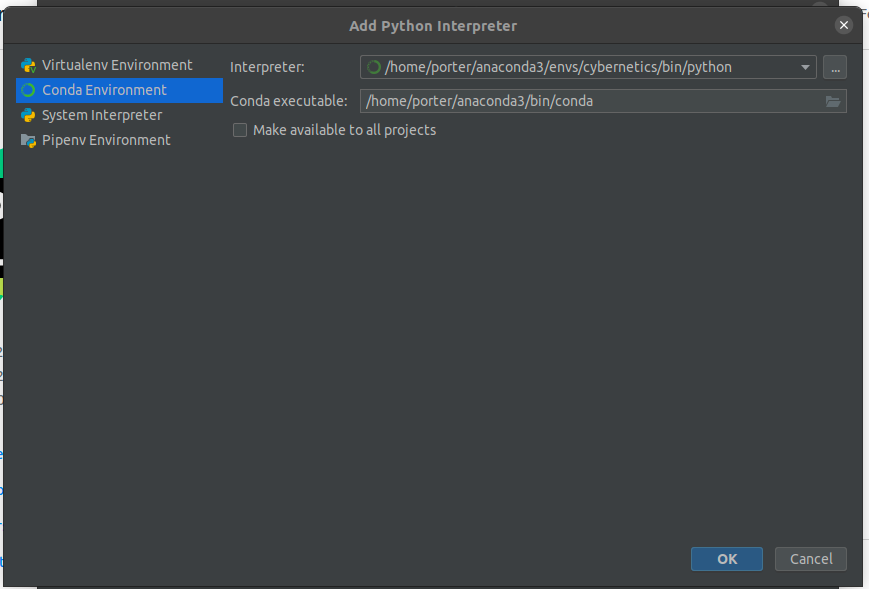 Add Python Interpreter
Virtualenv Environment
Conda Environment
System Interpreter
Pipenv Environment
Interpreter: /home/porter/anaconda3/envs/cybernetics/bin/python ...
Conda executable: /home/porter/anaconda3/bin/conda
Make available to all projects
OK Cancel